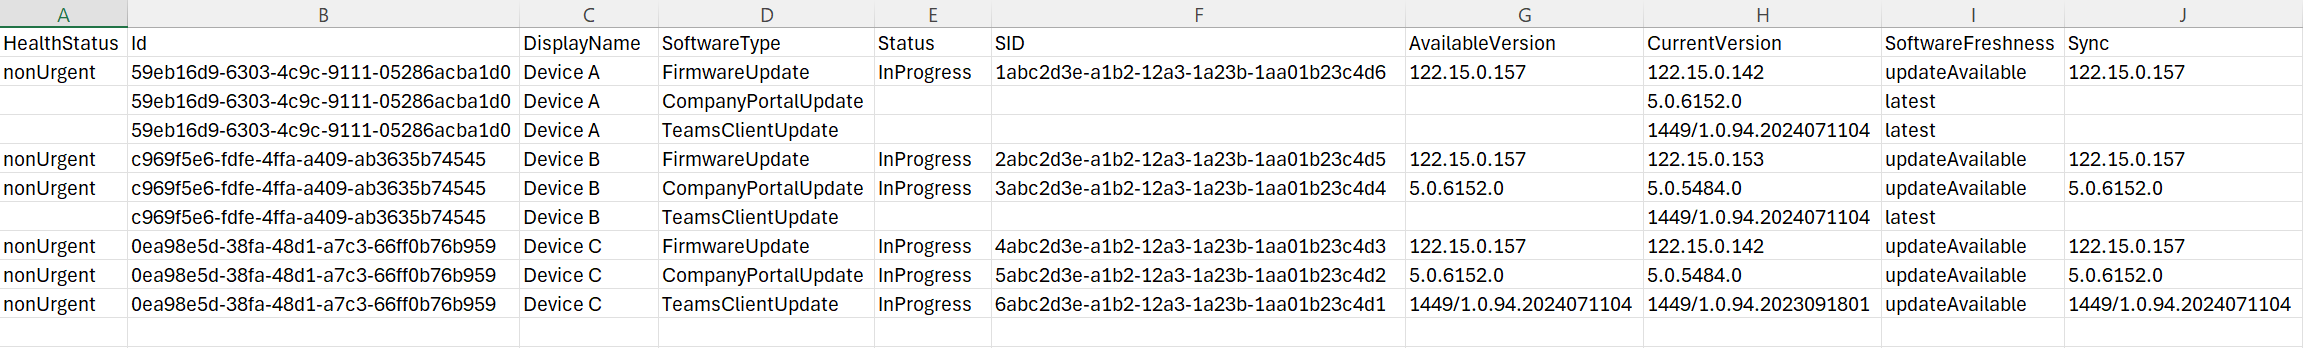 A B C D E F G H I J
HealthStatus Id DisplayName SoftwareType Status SID AvailableVersion CurrentVersion SoftwareFreshness Sync
nonUrgent 59eb16d9-6303-4c9c-9111-05286acba1d0 Device A FirmwareUpdate InProgress 1abc2d3e-a1b2-12a3-1a23b-1aa01b23c4d6 122.15.0.157 122.15.0.142 updateAvailable 122.15.0.157
59eb16d9-6303-4c9c-9111-05286acba1d0 Device A CompanyPortalUpdate 5.0.6152.0 latest
59eb16d9-6303-4c9c-9111-05286acba1d0 Device A TeamsClientUpdate 1449/1.0.94.2024071104 latest
nonUrgent c969f5e6-fdfe-4ffa-a409-ab3635b74545 Device B FirmwareUpdate InProgress 2abc2d3e-a1b2-12a3-1a23b-1aa01b23c4d5 122.15.0.157 122.15.0.153 updateAvailable 122.15.0.157
nonUrgent c969f5e6-fdfe-4ffa-a409-ab3635b74545 Device B CompanyPortalUpdate InProgress 3abc2d3e-a1b2-12a3-1a23b-1aa01b23c4d4 5.0.6152.0 5.0.5484.0 updateAvailable 5.0.6152.0
c969f5e6-fdfe-4ffa-a409-ab3635b74545 Device B TeamsClientUpdate 1449/1.0.94.2024071104 latest
nonUrgent 0ea98e5d-38fa-48d1-a7c3-66ff0b76b959 Device C FirmwareUpdate InProgress 4abc2d3e-a1b2-12a3-1a23b-1aa01b23c4d3 122.15.0.157 122.15.0.142 updateAvailable 122.15.0.157
nonUrgent 0ea98e5d-38fa-48d1-a7c3-66ff0b76b959 Device C CompanyPortalUpdate InProgress 5abc2d3e-a1b2-12a3-1a23b-1aa01b23c4d2 5.0.6152.0 5.0.5484.0 updateAvailable 5.0.6152.0
nonUrgent 0ea98e5d-38fa-48d1-a7c3-66ff0b76b959 Device C TeamsClientUpdate InProgress 6abc2d3e-a1b2-12a3-1a23b-1aa01b23c4d1 1449/1.0.94.2024071104 1449/1.0.94.2023091801 updateAvailable 1449/1.0.94.2024071104